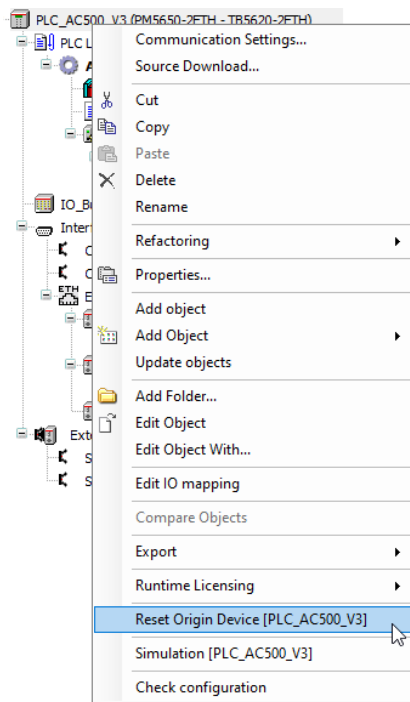 PLC_AC500_V3 (PM5650-2ETH - TB5620-2ETH)
PLC L
Communication Settings...
Source Download...
A
Cut
Copy
Paste
Delete
IO_Bu
Rename
Inter
Refactoring
C
C
Properties...
ETH
E
Add object
Add Object
Update objects
Add Folder...
Edit Object
Exte
Edit Object With...
S
S
Edit IO mapping
Compare Objects
Export
Runtime Licensing
Reset Origin Device [PLC_AC500_V3]
Simulation [PLC_AC500_V3]
Check configuration